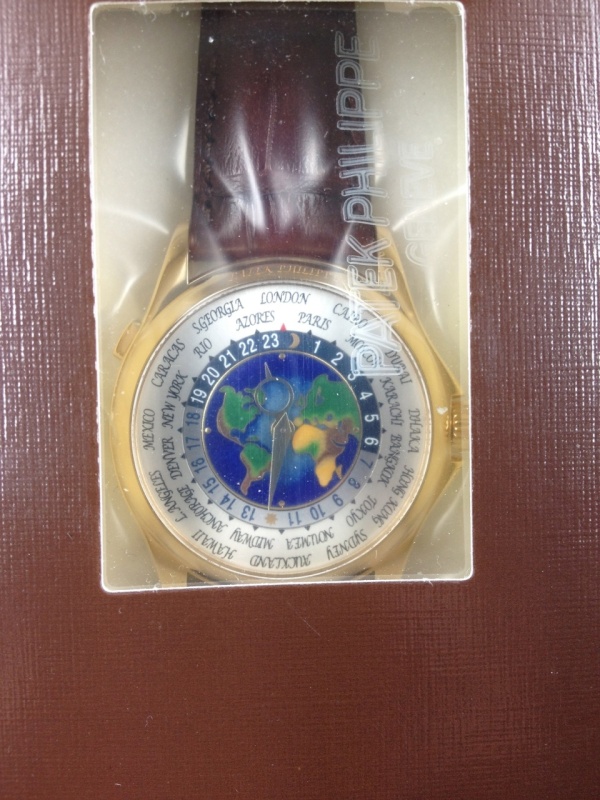 PATEK PHILIPPE
GENEVE
LONDON
PARIS
CAIRO
DUBAI
KARACHI
DHAKA
BANGKOK
HONG KONG
TOKYO
SYDNEY
NOUMEA
AUCKLAND
MIDWAY
HAWAII
ANCHORAGE
L.ANGELES
DENVER
MEXICO
NEW YORK
CARACAS
RIO
S.GEORGIA
AZORES
1 2 3 4 5 6 7 8 9 10 11 13 14 15 16 17 18 19 20 21 22 23